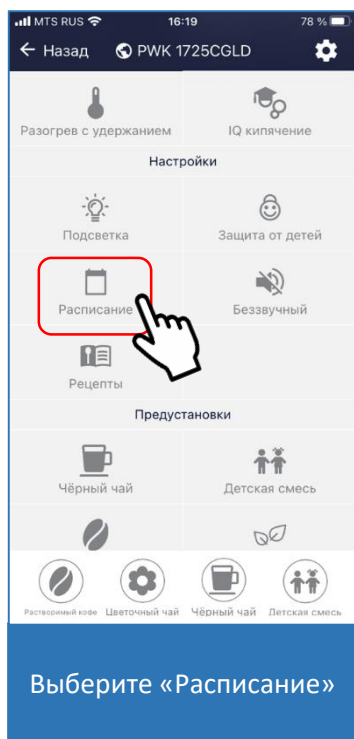 MTS RUS 16:19 78 %
Назад PWK 1725CGLD
Разогрев с удержанием IQ кипячение
Настройки
Подсветка Защита от детей
Расписание Беззвучный
Рецепты
Предустановки
Чёрный чай Детская смесь
Растворимый кофе Цветочный чай Чёрный чай Детская смесь
Выберите «Расписание»